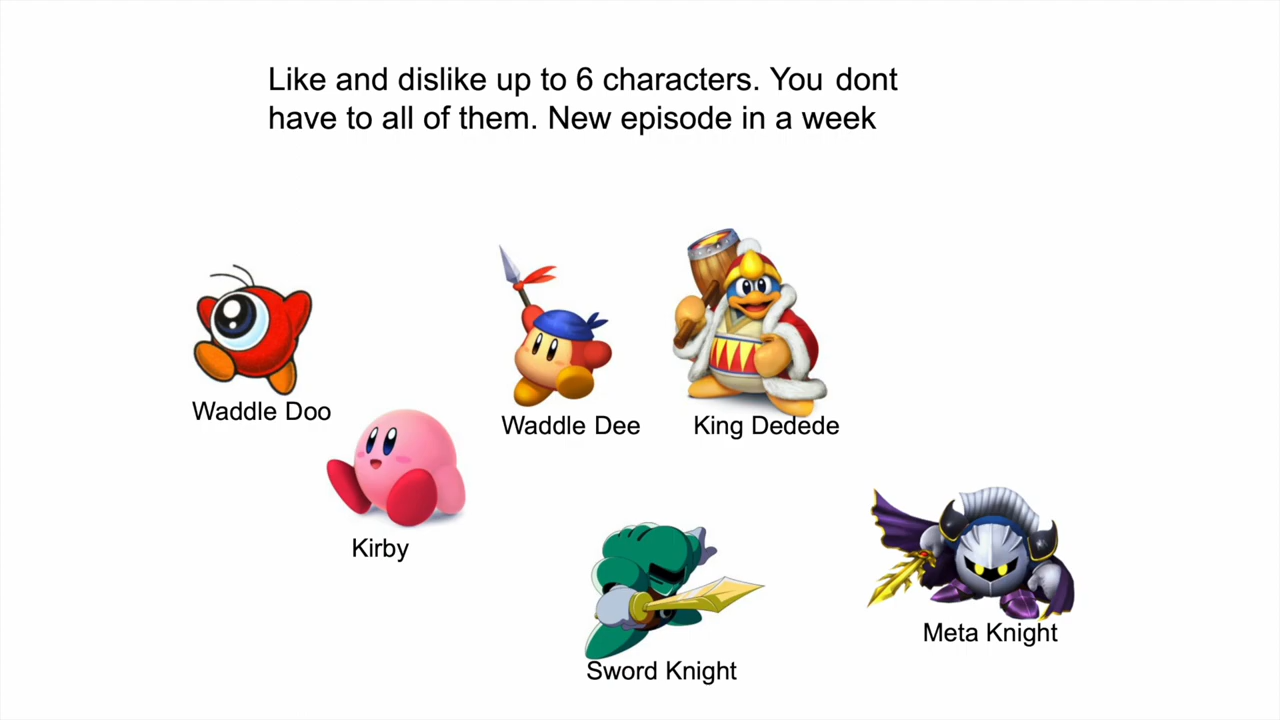 Like and dislike up to 6 characters. You dont
have to all of them. New episode in a week
Waddle Doo
Waddle Dee
King Dedede
Kirby
Meta Knight
Sword Knight